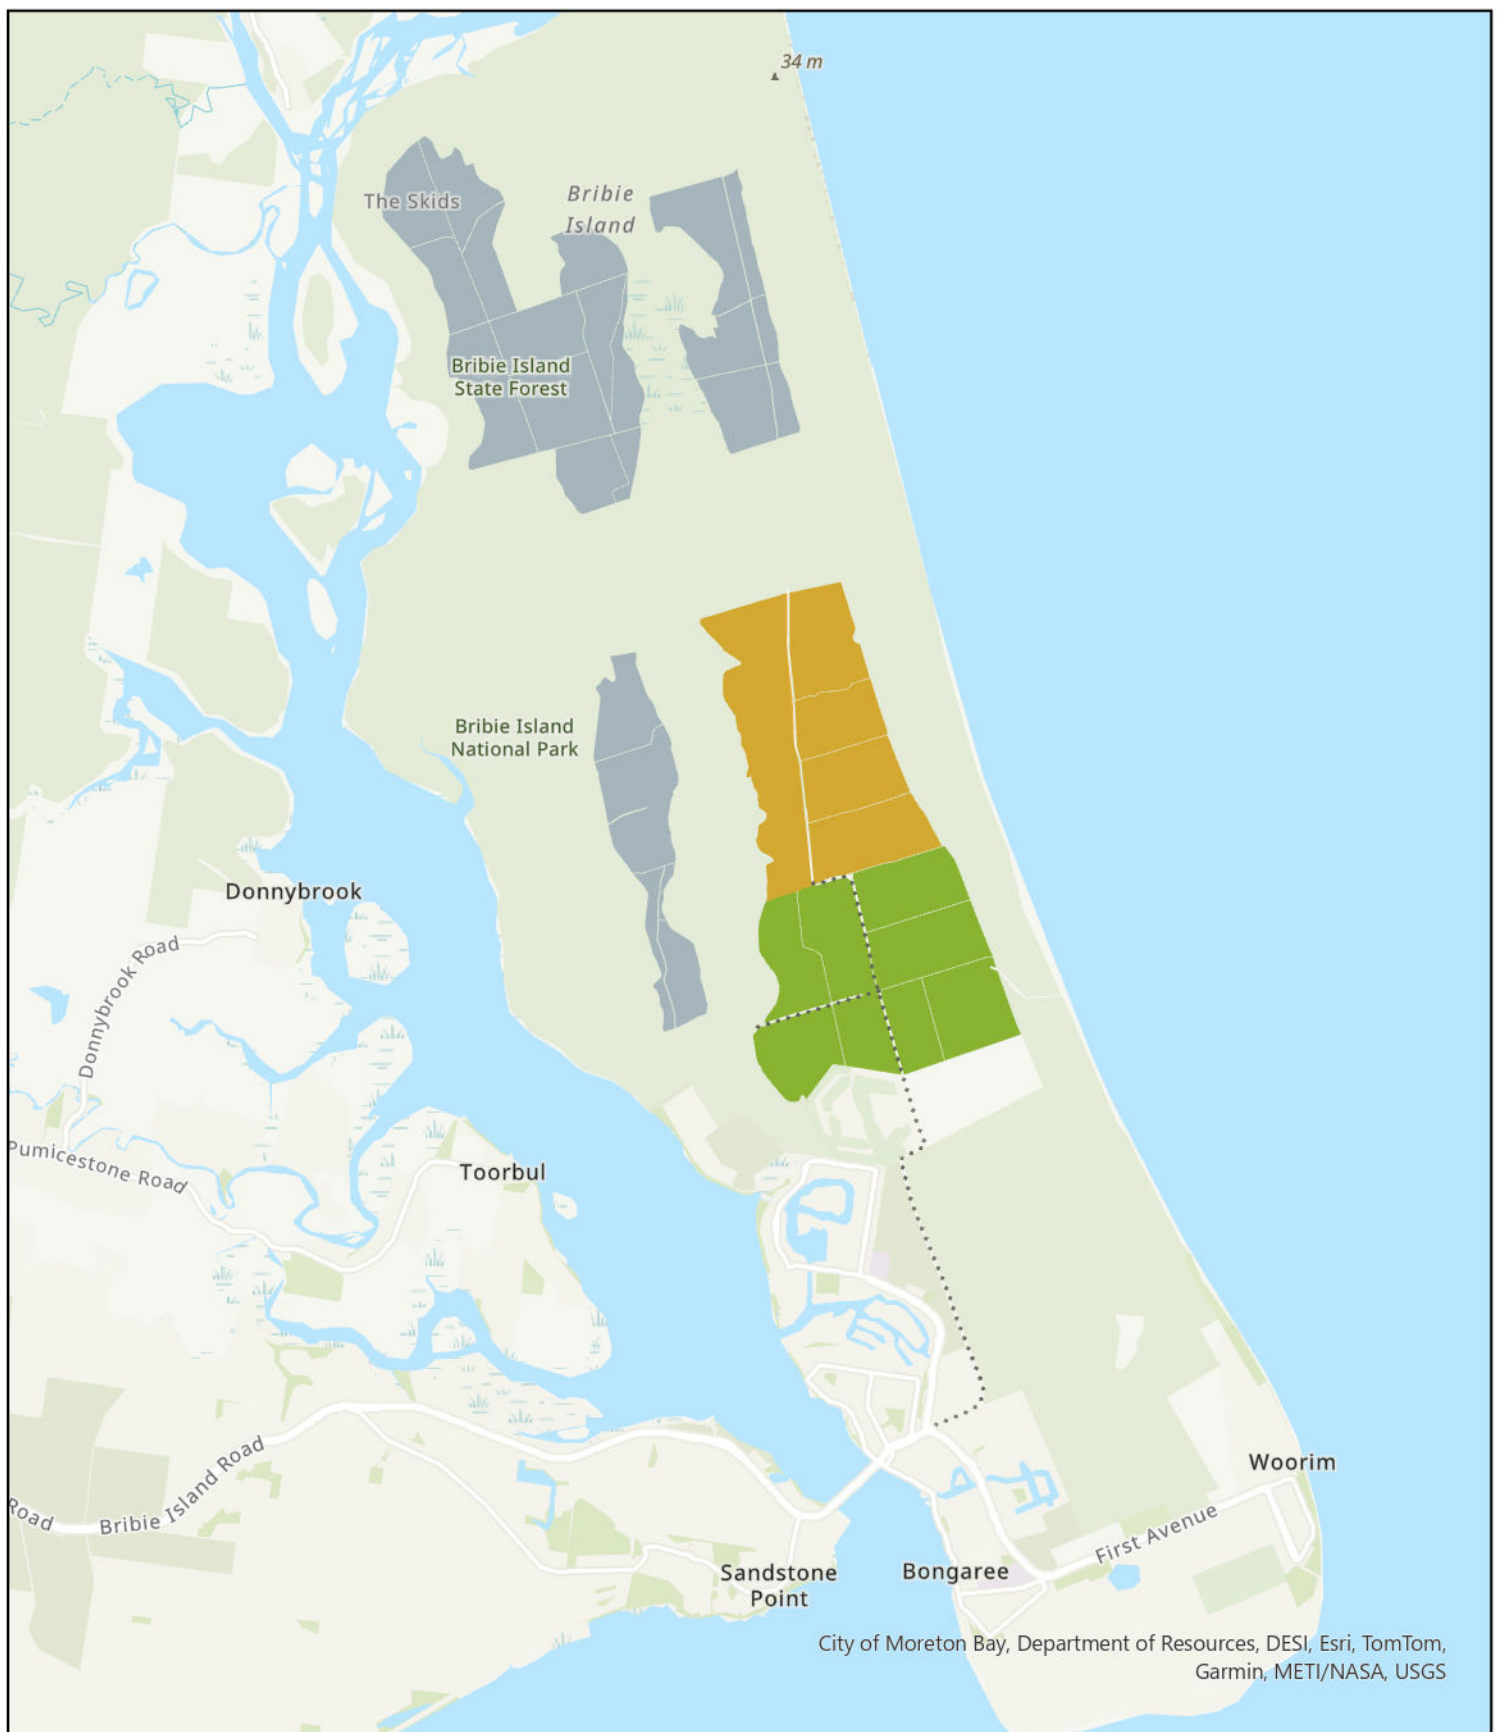 34 m
The Skids
Bribie
Island
Bribie Island
State Forest
Bribie Island
National Park
Donnybrook
Donnybrook Road
Pumicestone Road
Toorbul
Bribie Island Road
Road
Woorim
First Avenue
Sandstone
Point
Bongaree
City of Moreton Bay, Department of Resources, DESI, Esri, TomTom,
Garmin, METI/NASA, USGS